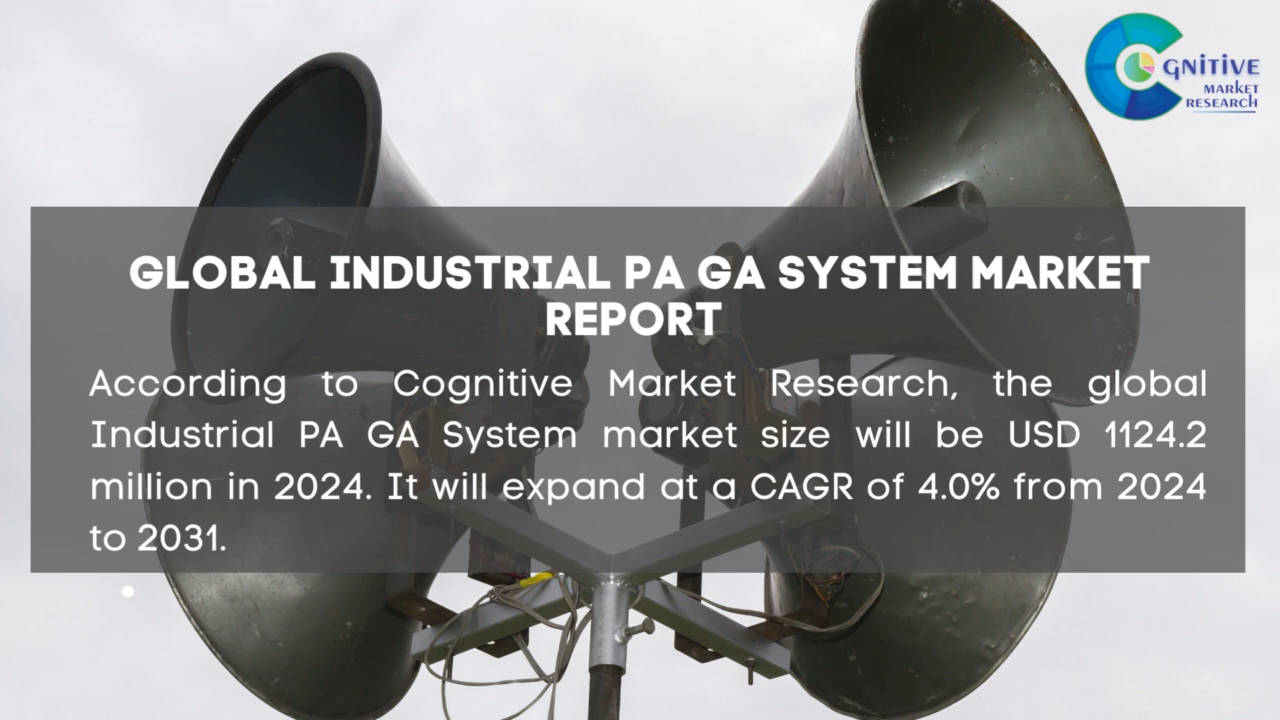 GNITIVE
MARKET
RESEARCH
GLOBAL INDUSTRIAL PA GA SYSTEM MARKET
REPORT
According to Cognitive Market Research, the global
Industrial PA GA System market size will be USD 1124.2
million in 2024. It will expand at a CAGR of 4.0% from 2024
to 2031.